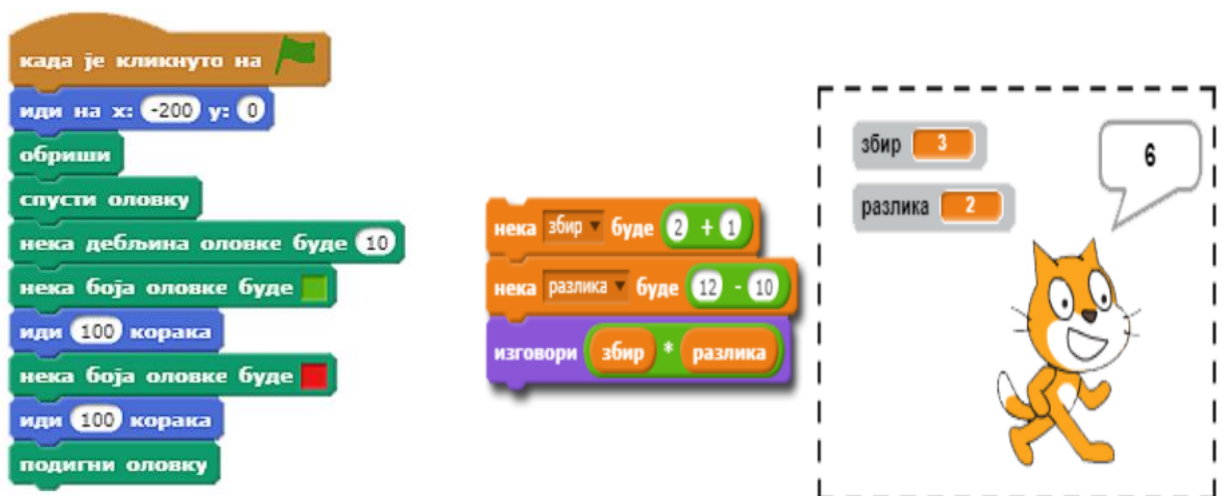 када је кликнуто на
иди на x: -200 y: 0
обриши
спусти оловку
нека дебљина оловке буде 10
нека боја оловке буде
иди 100 корака
нека боја оловке буде
иди 100 корака
подигни оловку
нека збир буде 2 + 1
нека разлика буде 12 - 10
изговори збир * разлика
збир 3
разлика 2
6